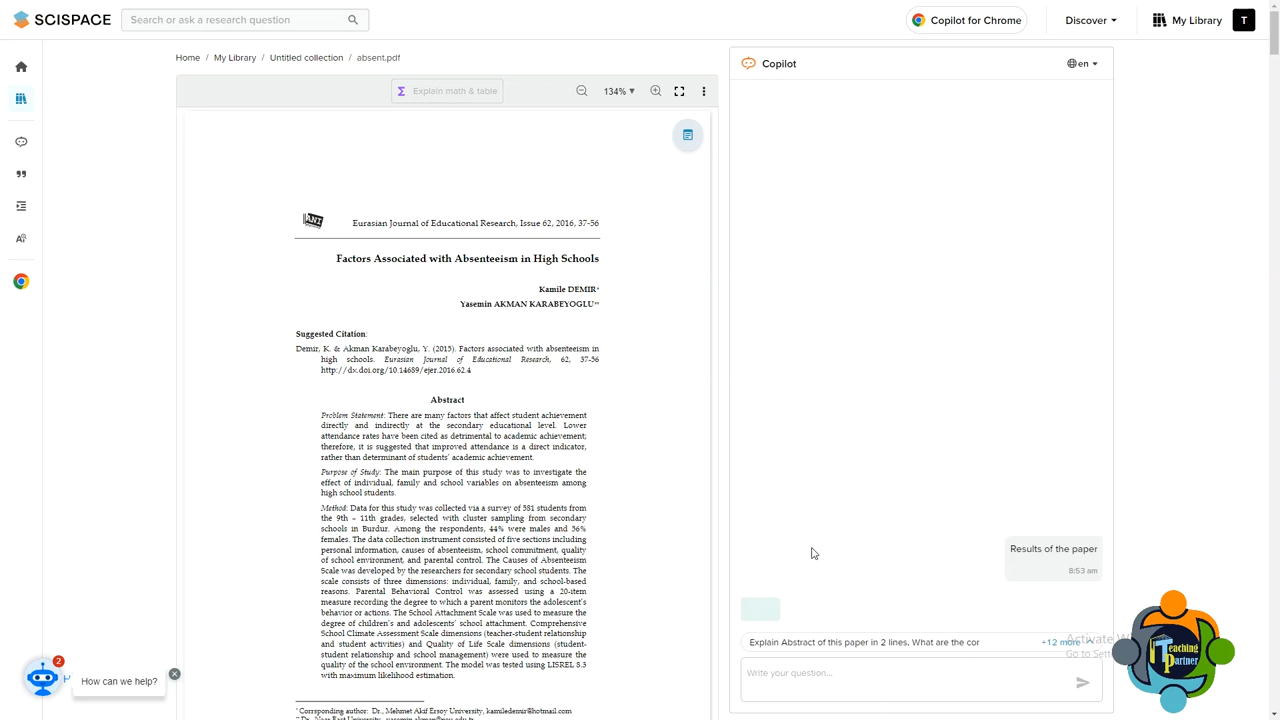 SCISPACE
Search or ask a research question
Copilot for Chrome
Discover
My Library
T
Home / My Library / Untitled collection / absent.pdf
Explain math & table
134%
Copilot
en
ANI
Eurasian Journal of Educational Research, Issue 62, 2016, 37-56
Factors Associated with Absenteeism in High Schools
Kamile DEMIR*
Yasemin AKMAN KARABEYOGLU**
Suggested Citation:
Demir, K. & Akman Karabeyoglu, Y. (2015). Factors associated with absenteeism in
high schools. Eurasian Journal of Educational Research, 62, 37-56
http://dx.doi.org/10.14689/ejer.2016.62.4
Abstract
Problem Statement: There are many factors that affect student achievement
directly and indirectly at the secondary educational level. Lower
attendance rates have been cited as detrimental to academic achievement;
therefore, it is suggested that improved attendance is a direct indicator,
rather than determinant of students' academic achievement.
Purpose of Study: The main purpose of this study was to investigate the
effect of individual, family and school variables on absenteeism among
high school students.
Method: Data for this study was collected via a survey of 581 students from
the 9th – 11th grades, selected with cluster sampling from secondary
schools in Burdur. Among the respondents, 44% were males and 56%
females. The data collection instrument consisted of five sections including
personal information, causes of absenteeism, school commitment, quality
of school environment, and parental control. The Causes of Absenteeism
Scale was developed by the researchers for secondary school students. The
scale consists of three dimensions: individual, family, and school-based
reasons. Parental Behavioral Control was assessed using a 20-item
measure recording the degree to which a parent monitors the adolescent's
behavior or actions. The School Attachment Scale was used to measure the
degree of children's and adolescents' school attachment. Comprehensive
School Climate Assessment Scale dimensions (teacher-student relationship
and student activities) and Quality of Life Scale dimensions (student-
student relationship and school management) were used to measure the
quality of the school environment. The model was tested using LISREL 8.3
with maximum likelihood estimation.
* Corrsponding author: Dr., Mehmet Akif Ersoy University, kamiledemir@hotmail.com
Results of the paper
8:53 am
Explain Abstract of this paper in 2 lines. What are the cor
+12 more
Write your question...
2
How can we help?
Teaching
Partner